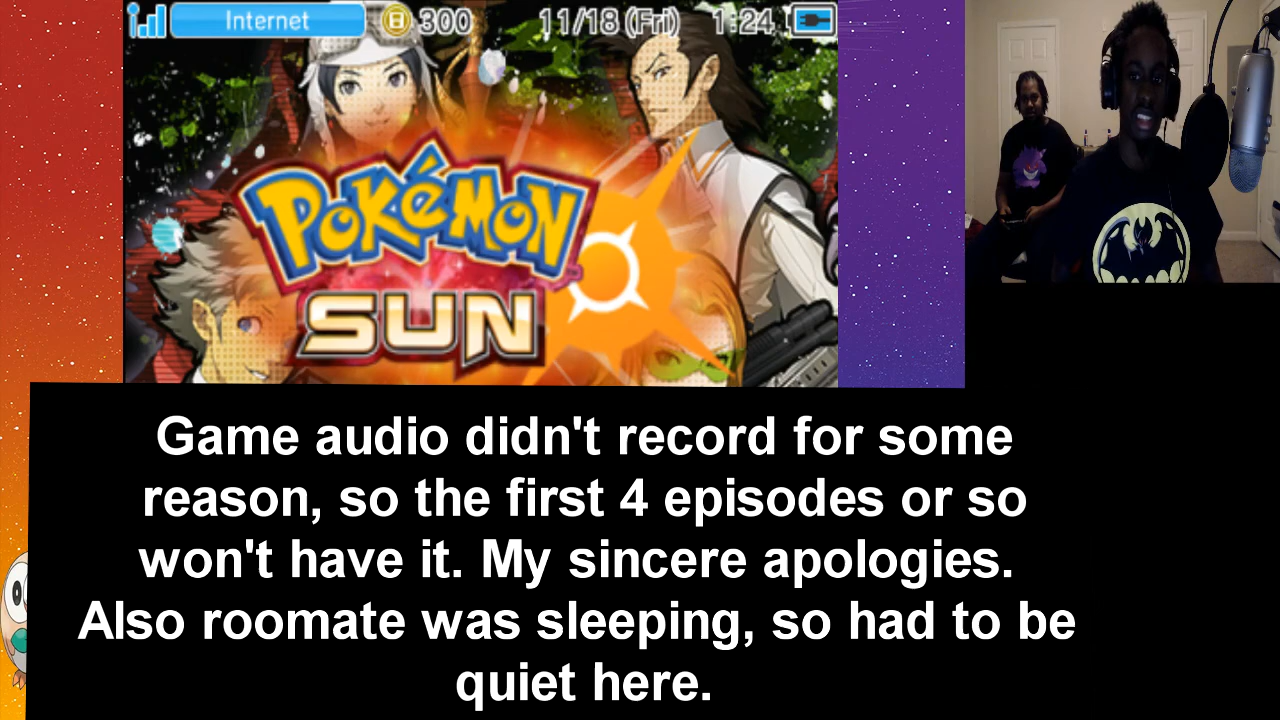 Internet 300 11/18 (Fri) 1:24
POKéMON
SUN
Game audio didn't record for some
reason, so the first 4 episodes or so
won't have it. My sincere apologies.
Also roomate was sleeping, so had to be
quiet here.